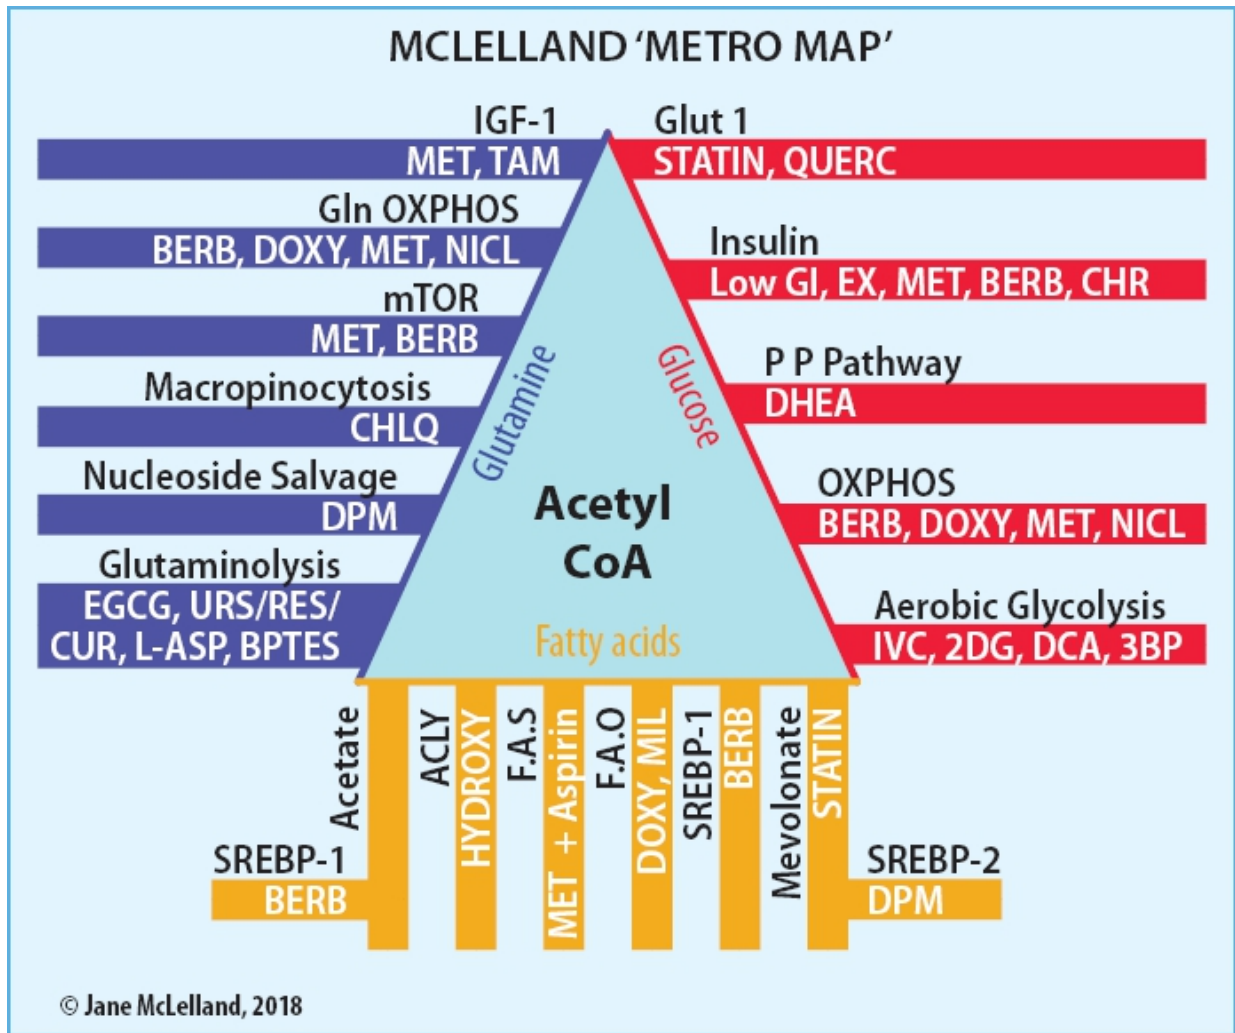 MCLELLAND 'METRO MAP'
IGF-1
MET, TAM
Gln OXPHOS
BERB, DOXY, MET, NICL
mTOR
MET, BERB
Macropinocytosis
CHLQ
Nucleoside Salvage
DPM
Glutaminolysis
EGCG, URS/RES/
CUR, L-ASP, BPTES
Glut 1
STATIN, QUERC
Insulin
Low GI, EX, MET, BERB, CHR
P P Pathway
DHEA
OXPHOS
BERB, DOXY, MET, NICL
Aerobic Glycolysis
IVC, 2DG, DCA, 3BP
Glutamine
Glucose
Acetyl
CoA
Fatty acids
Acetate
ACLY
HYDROXY
F.A.S
MET + Aspirin
F.A.O
DOXY, MIL
SREBP-1
BERB
Mevolonate
STATIN
SREBP-1
BERB
SREBP-2
DPM
© Jane McLelland, 2018